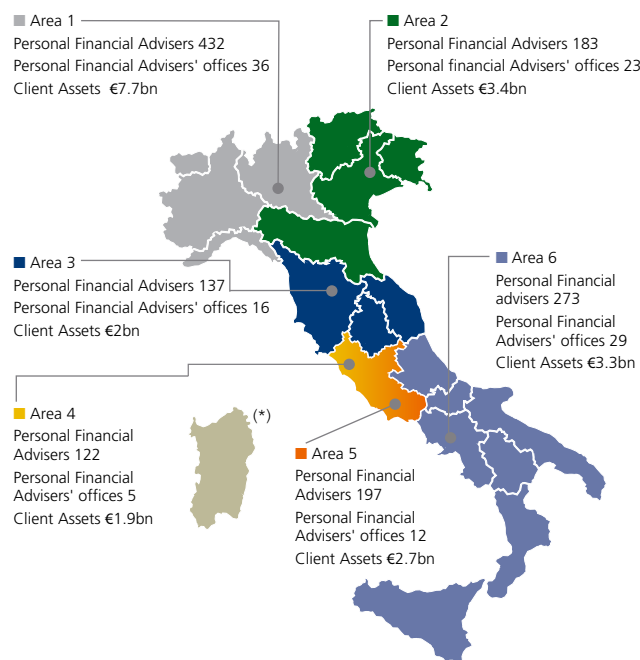 Area 1
Personal Financial Advisers 432
Personal Financial Advisers' offices 36
Client Assets €7.7bn
Area 2
Personal Financial Advisers 183
Personal financial Advisers' offices 23
Client Assets €3.4bn
Area 3
Personal Financial Advisers 137
Personal Financial Advisers' offices 16
Client Assets €2bn
Area 6
Personal Financial
advisers 273
Personal Financial
Advisers' offices 29
Client Assets €3.3bn
Area 4
Personal Financial
Advisers 122
Personal Financial
Advisers' offices 5
Client Assets €1.9bn
(*)
Area 5
Personal Financial
Advisers 197
Personal Financial
Advisers' offices 12
Client Assets €2.7bn